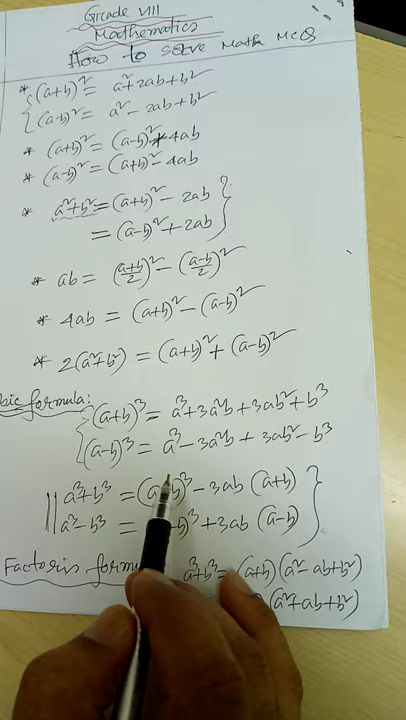 Grade VIII
Mathematics
How to solve Math MCQ
* (a+b)² = a²+2ab+b²
(a-b)² = a² - 2ab+b²
* (a+b)² = (a-b)²+4ab
* (a-b)² = (a+b)² - 4ab
* a²+b² = (a+b)² - 2ab
= (a-b)² + 2ab
* ab = (a+b/2)² - (a-b/2)²
* 4ab = (a+b)² - (a-b)²
* 2(a²+b²) = (a+b)² + (a-b)²
formula:
(a+b)³ = a³+3a²b+3ab²+b³
(a-b)³ = a³ - 3a²b + 3ab² - b³
a³+b³ = (a b)³ - 3ab (a+b)
a³-b³ = b)³ + 3ab (a-b)
Factoris form a³+b³ = (a+b) (a² - ab+b²)
(a²+ab+b²)